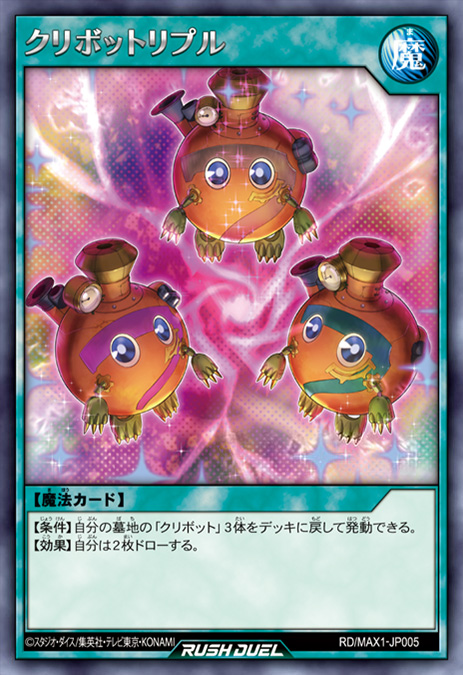 クリボットリプル
ま
魔
【魔法カード】
【条件】自分の墓地の「クリボット」3体をデッキに戻して発動できる。
【効果】自分は2枚ドローする。
©スタジオ・ダイス/集英社・テレビ東京・KONAMI RUSH DUEL RD/MAX1-JP005